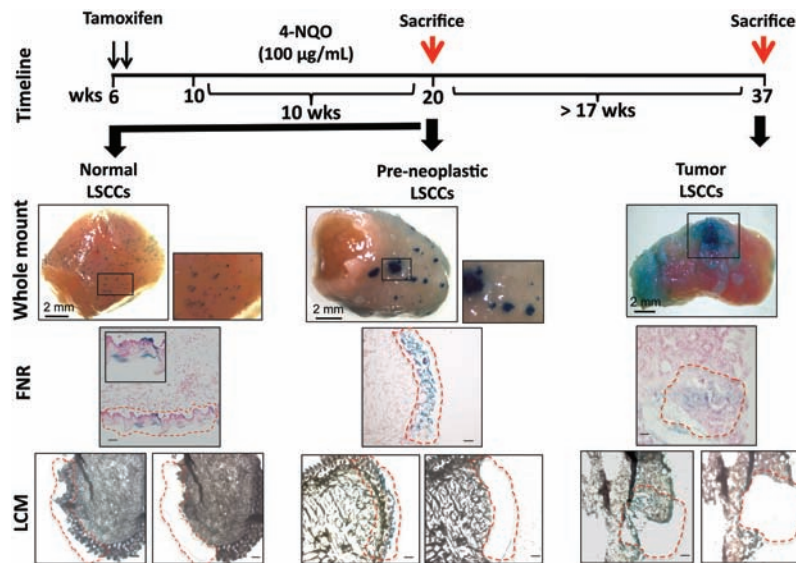 Tamoxifen
4-NQO
(100 µg/mL)
Sacrifice
Sacrifice
Timeline
wks
6
10
20
37
10 wks
> 17 wks
Normal
LSCCs
Pre-neoplastic
LSCCs
Tumor
LSCCs
Whole mount
2 mm
2 mm
2 mm
FNR
LCM